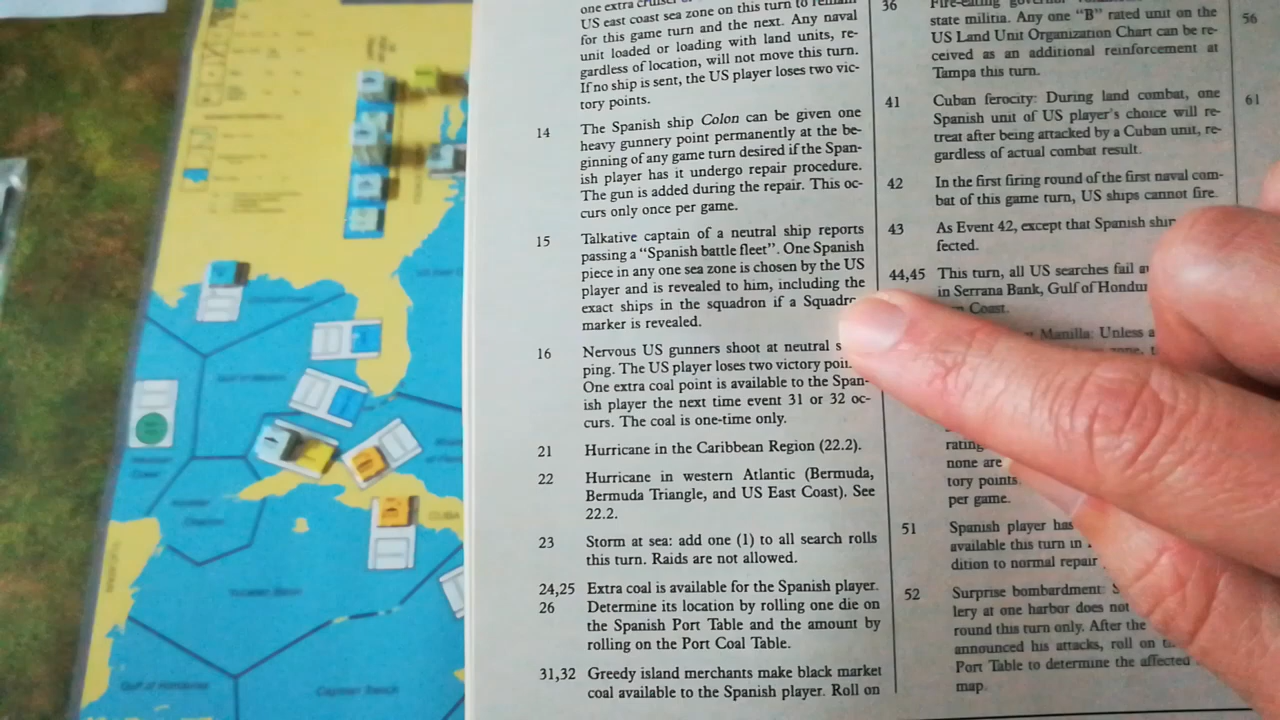 one extra cruiser
US east coast sea zone on this turn to remain
for this game turn and the next. Any naval
unit loaded or loading with land units, re-
gardless of location, will not move this turn.
If no ship is sent, the US player loses two vic-
tory points.
14 The Spanish ship Colon can be given one
heavy gunnery point permanently at the be-
ginning of any game turn desired if the Span-
ish player has it under repair procedure.
The gun is added during the repair. This oc-
curs only once per game.
15 Talkative captain of a neutral ship reports
passing a “Spanish battle fleet”. One Spanish
piece in any one sea zone is chosen by the US
player and is revealed to him, including the
exact ships in the squadron if a Squadr
marker is revealed.
16 Nervous US gunners shoot at neutral s
ping. The US player loses two victory poi
One extra coal point is available to the Span-
ish player the next time event 31 or 32 oc-
curs. The coal is one-time only.
21 Hurricane in the Caribbean Region (22.2).
22 Hurricane in western Atlantic (Bermuda,
Bermuda Triangle, and US East Coast). See
22.2.
23 Storm at sea: add one (1) to all search rolls
this turn. Raids are not allowed.
24,25 Extra coal is available for the Spanish player.
26 Determine its location by rolling one die on
the Spanish Port Table and the amount by
rolling on the Port Coal Table.
31,32 Greedy island merchants make black market
coal available to the Spanish player. Roll on
36 Fire-eating governor
state militia. Any one “B” rated unit on the
US Land Unit Organization Chart can be re-
ceived as an additional reinforcement at
Tampa this turn.
41 Cuban ferocity: During land combat, one
Spanish unit of US player's choice will re-
treat after being attacked by a Cuban unit, re-
gardless of actual combat result.
42 In the first firing round of the first naval com-
bat of this game turn, US ships cannot fire.
43 As Event 42, except that Spanish ship
fected.
44,45 This turn, all US searches fail
in Serrana Bank, Gulf of Hondu
Coast.
Manilla: Unless a
rating
none are
tory points
per game.
51 Spanish player has
available this turn in
dition to normal repair
52 Surprise bombardment: S
lery at one harbor does not
round this turn only. After the
announced his attacks, roll on
Port Table to determine the affected
map.
56
61
CUBA
Gulf of Honduras